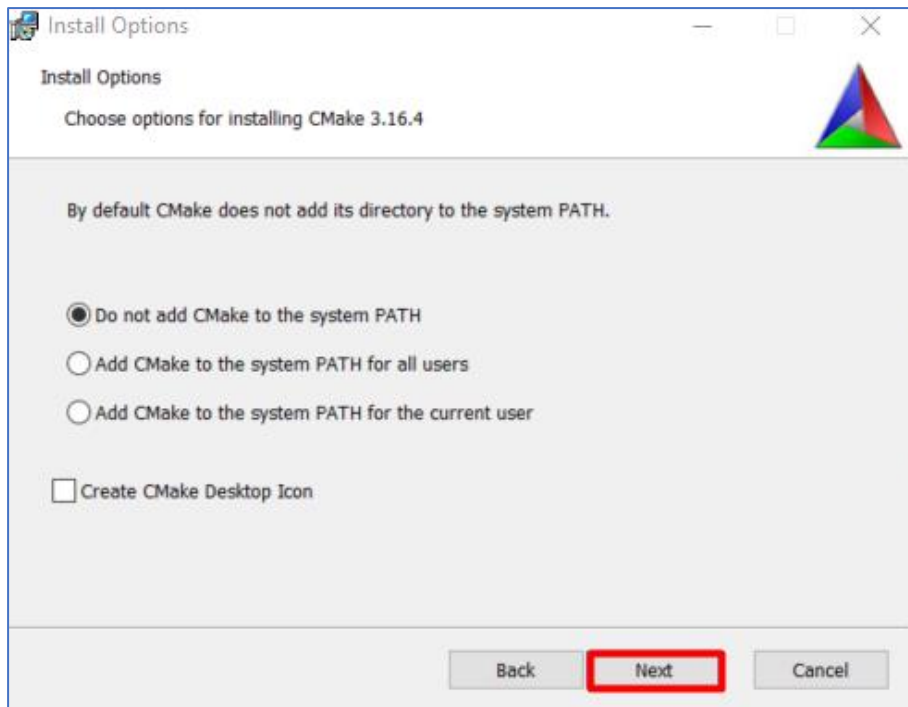 Install Options
Install Options
Choose options for installing CMake 3.16.4
By default CMake does not add its directory to the system PATH.
Do not add CMake to the system PATH
Add CMake to the system PATH for all users
Add CMake to the system PATH for the current user
Create CMake Desktop Icon
Back Next Cancel